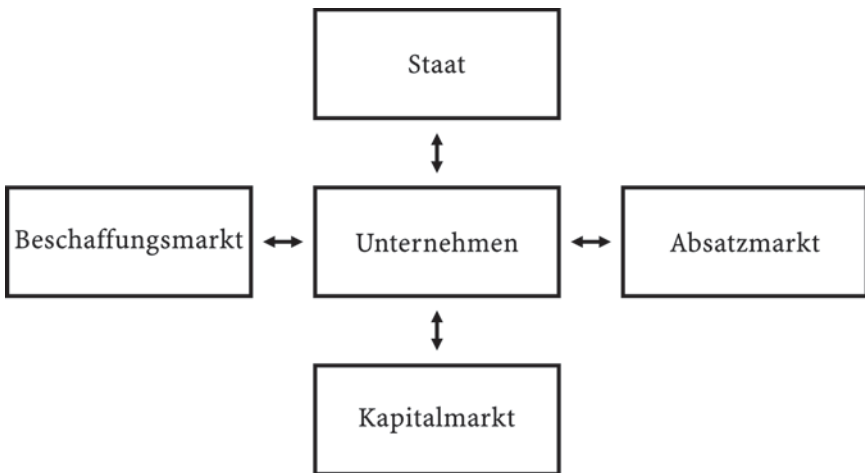 Staat
Beschaffungsmarkt
Unternehmen
Absatzmarkt
Kapitalmarkt